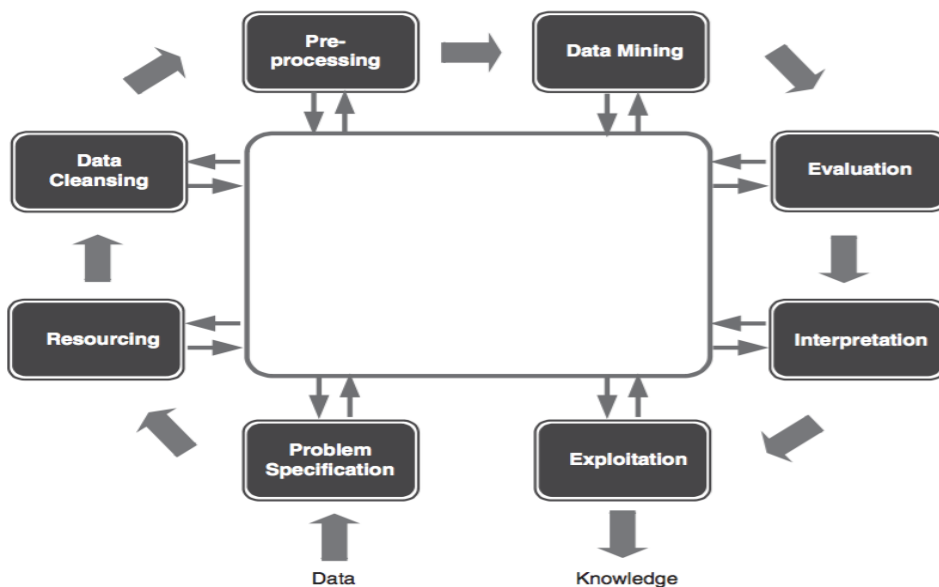 Pre-
processing
Data Mining
Data
Cleansing
Evaluation
Resourcing
Interpretation
Problem
Specification
Exploitation
Data
Knowledge